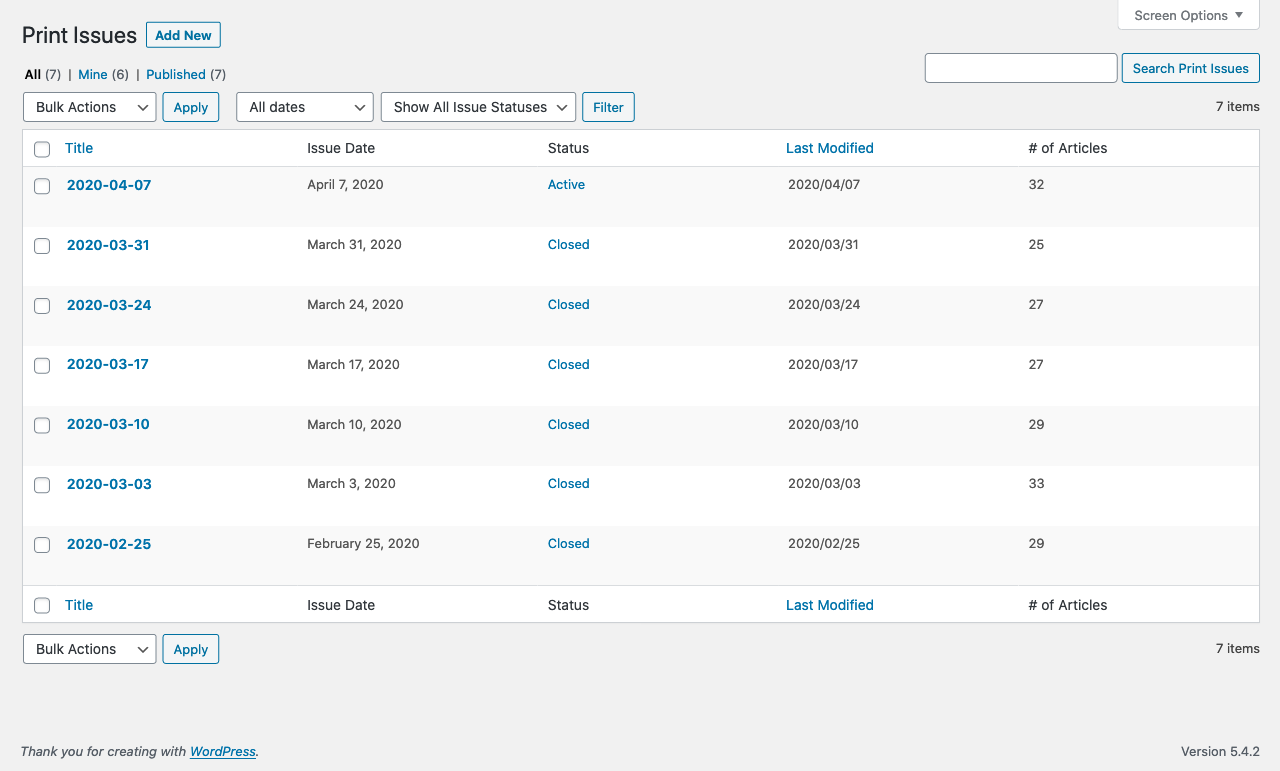 Screen Options ▼
Print Issues Add New
All (7) | Mine (6) | Published (7)
Search Print Issues
Bulk Actions Apply All dates Show All Issue Statuses Filter 7 items
Title Issue Date Status Last Modified # of Articles
2020-04-07 April 7, 2020 Active 2020/04/07 32
2020-03-31 March 31, 2020 Closed 2020/03/31 25
2020-03-24 March 24, 2020 Closed 2020/03/24 27
2020-03-17 March 17, 2020 Closed 2020/03/17 27
2020-03-10 March 10, 2020 Closed 2020/03/10 29
2020-03-03 March 3, 2020 Closed 2020/03/03 33
2020-02-25 February 25, 2020 Closed 2020/02/25 29
Title Issue Date Status Last Modified # of Articles
Bulk Actions Apply 7 items
Thank you for creating with WordPress. Version 5.4.2